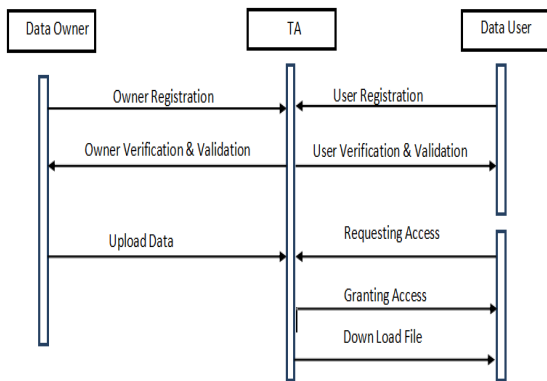 Data Owner
TA
Data User
Owner Registration
User Registration
Owner Verification & Validation
User Verification & Validation
Upload Data
Requesting Access
Granting Access
Down Load File